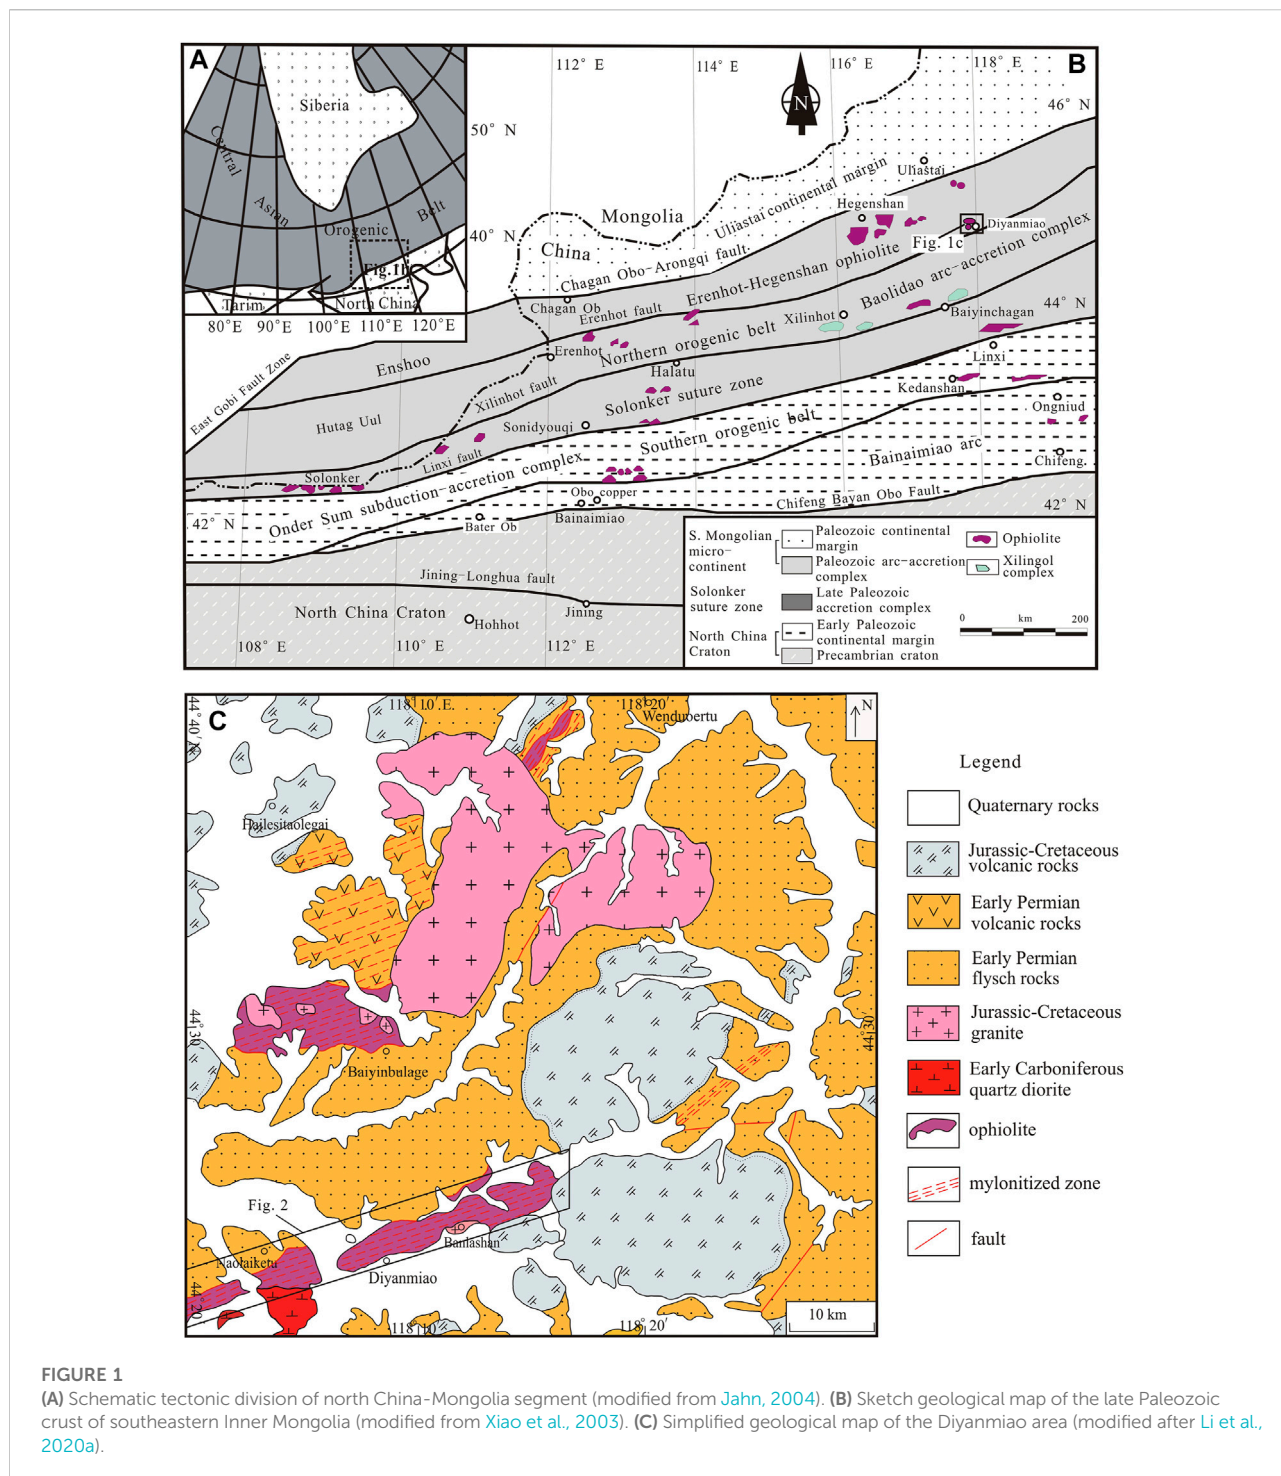 A
Siberia
Central
Asian
Orogenic
Belt
Fig.1b
Tarim
North China
80° E 90° E 100° E 110° E 120° E
50° N
40° N
B
112° E
114° E
116° E
118° E
46° N
N
Mongolia
China
Uliastai continental margin
Uliastai
Hegenshan
Diyanmiao
Fig. 1c
Chagan Obo-Arongqi fault
Chagan Ob
Erenhot-Hegenshan ophiolite
Erenhot fault
Baolidao arc-accretion complex
44° N
Xilinhot
Baiyinchagan
Northern orogenic belt
Erenhot
Enshoo
East Gobi Fault Zone
Halatu
Linxi
Xilinhot fault
Solonker suture zone
Kedanshan
Ongniud
Hutag Uul
Sonidyouqi
Southern orogenic belt
Linxi fault
Bainaimiao arc
Chifeng
Solonker
Onder Sum subduction-accretion complex
Obo copper
Chifeng Bayan Obo Fault
42° N
42° N
Bater Ob
Bainaimiao
Jining-Longhua fault
North China Craton
Jining
Hohhot
108° E
110° E
112° E
S. Mongolian
micro-
continent
Paleozoic continental
margin
Paleozoic arc-accretion
complex
Solonker
suture zone
Late Paleozoic
accretion complex
North China
Craton
Early Paleozoic
continental margin
Precambrian craton
Ophiolite
Xilingol
complex
0 km 200
C
44°40′N
118°10′E.
118°20′
Wenduoertu
N
Hailesitaolegai
44°30′
44°30′
Baiyinbulage
Fig. 2
Naolaiketu
Banlashan
Diyanmiao
44°20′
118°10′
118°20′
10 km
Legend
Quaternary rocks
Jurassic-Cretaceous
volcanic rocks
Early Permian
volcanic rocks
Early Permian
flysch rocks
Jurassic-Cretaceous
granite
Early Carboniferous
quartz diorite
ophiolite
mylonitized zone
fault
FIGURE 1
(A) Schematic tectonic division of north China-Mongolia segment (modified from Jahn, 2004). (B) Sketch geological map of the late Paleozoic
crust of southeastern Inner Mongolia (modified from Xiao et al., 2003). (C) Simplified geological map of the Diyanmiao area (modified after Li et al.,
2020a).